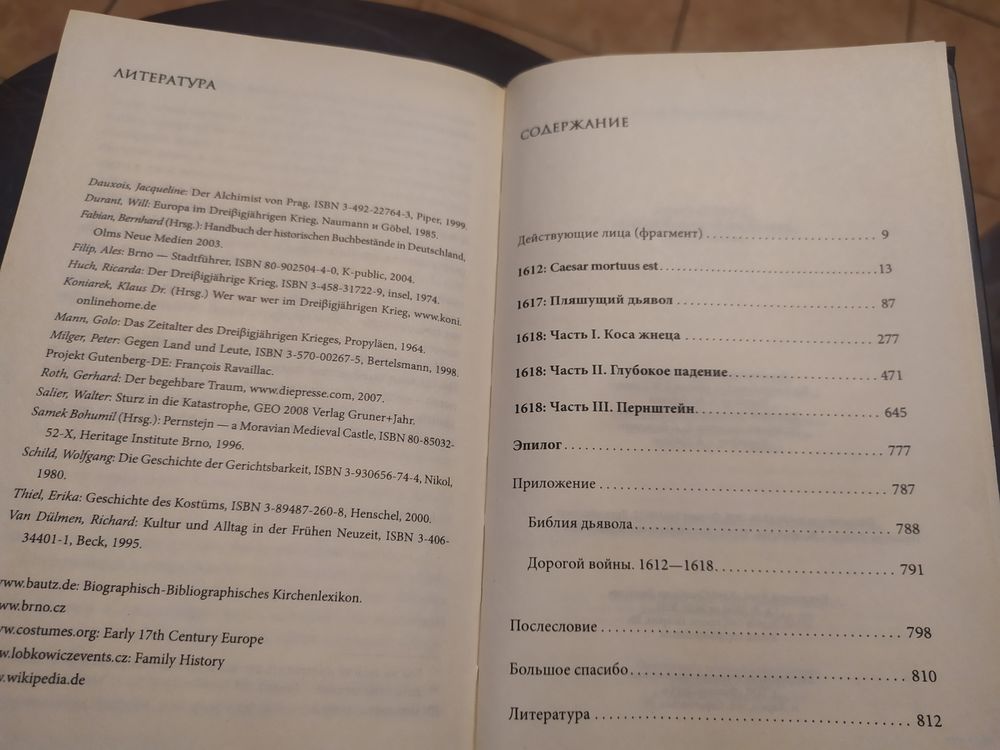 ЛИТЕРАТУРА
Dauxois, Jacqueline: Der Alchimist von Prag, ISBN 3-492-22764-3, Piper, 1999.
Durant, Will: Europa im Dreißigjährigen Krieg, Naumann и Göbel, 1985.
Fabian, Bernhard (Hrsg.): Handbuch der historischen Buchbestände in Deutschland,
Olms Neue Medien 2003.
Filip, Ales: Brno — Stadtführer, ISBN 80-902504-4-0, K-public, 2004.
Huch, Ricarda: Der Dreißigjährige Krieg, ISBN 3-458-31722-9, insel, 1974.
Koniarek, Klaus Dr. (Hrsg.) Wer war wer im Dreißigjährigen Krieg, www.koni.
onlinehome.de
Mann, Golo: Das Zeitalter des Dreißigjährigen Krieges, Propyläen, 1964.
Milger, Peter: Gegen Land und Leute, ISBN 3-570-00267-5, Bertelsmann, 1998.
Projekt Gutenberg-DE: François Ravaillac.
Roth, Gerhard: Der begehbare Traum, www.diepresse.com, 2007.
Salier, Walter: Sturz in die Katastrophe, GEO 2008 Verlag Gruner+Jahr.
Samek Bohumil (Hrsg.): Pernstejn — a Moravian Medieval Castle, ISBN 80-85032-
52-X, Heritage Institute Brno, 1996.
Schild, Wolfgang: Die Geschichte der Gerichtsbarkeit, ISBN 3-930656-74-4, Nikol,
1980.
Thiel, Erika: Geschichte des Kostüms, ISBN 3-89487-260-8, Henschel, 2000.
Van Dülmen, Richard: Kultur und Alltag in der Frühen Neuzeit, ISBN 3-406-
34401-1, Beck, 1995.
www.bautz.de: Biographisch-Bibliographisches Kirchenlexikon.
www.brno.cz
ww.costumes.org: Early 17th Century Europe
w.lobkowiczevents.cz: Family History
.wikipedia.de
СОДЕРЖАНИЕ
Действующие лица (фрагмент) 9
1612: Caesar mortuus est 13
1617: Пляшущий дьявол 87
1618: Часть I. Коса жнеца 277
1618: Часть II. Глубокое падение 471
1618: Часть III. Пернштейн 645
Эпилог 777
Приложение 787
Библия дьявола 788
Дорогой войны. 1612—1618 791
Послесловие 798
Большое спасибо 810
Литература 812